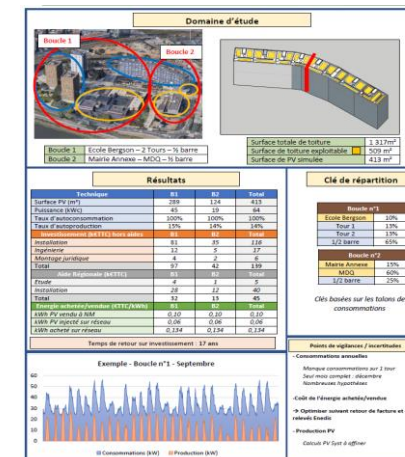 Domaine d'étude
Boucle 1
Boucle 2
Boucle 1 Ecole Bergson – 2 Tours – ½ barre
Boucle 2 Mairie Annexe – MDQ – ½ barre
Surface totale de toiture 1 317m²
Surface de toiture exploitable 509 m²
Surface de PV simulée 413 m²
Résultats
Technique B1 B2 Total
Surface PV (m²) 289 124 413
Puissance (kWc) 45 19 64
Taux d'autoconsommation 100% 100% 100%
Taux d'autoproduction 15% 14% 14%
Investissement (k€TTC) hors aides B1 B2 Total
Installation 81 35 116
Ingénierie 12 5 17
Montage juridique 4 2 6
Total 97 42 139
Aide Régionale (k€TTC)
Etude 4 1 5
Installation 28 12 40
Total 32 13 45
Energie achetée/vendue (€TTC/kWh) B1 B2 Total
kWh PV vendu à NM 0,10 0,10 0,10
kWh PV injecté sur réseau 0,06 0,06 0,06
kWh acheté sur réseau 0,134 0,134 0,134
Temps de retour sur investissement : 17 ans
Clé de répartition
Boucle n°1
Ecole Bergson 10%
Tour 1 13%
Tour 2 13%
1/2 barre 65%
Boucle n°2
Mairie Annexe 15%
MDQ 60%
1/2 barre 25%
Clés basées sur les talons de
consommations
Exemple - Boucle n°1 - Septembre
60
50
40
30
20
10
0
Consommations (kW) Production (kW)
Points de vigilances / incertitudes
- Consommations annuelles
Manque consommations sur 1 tour
Seul mois complet : décembre
Nombreuses hypothèses
-Coût de l'énergie achetée/vendue
→ Optimiser suivant retour de facture et
relevés Enedis
- Production PV
Calculs PV Syst à affiner